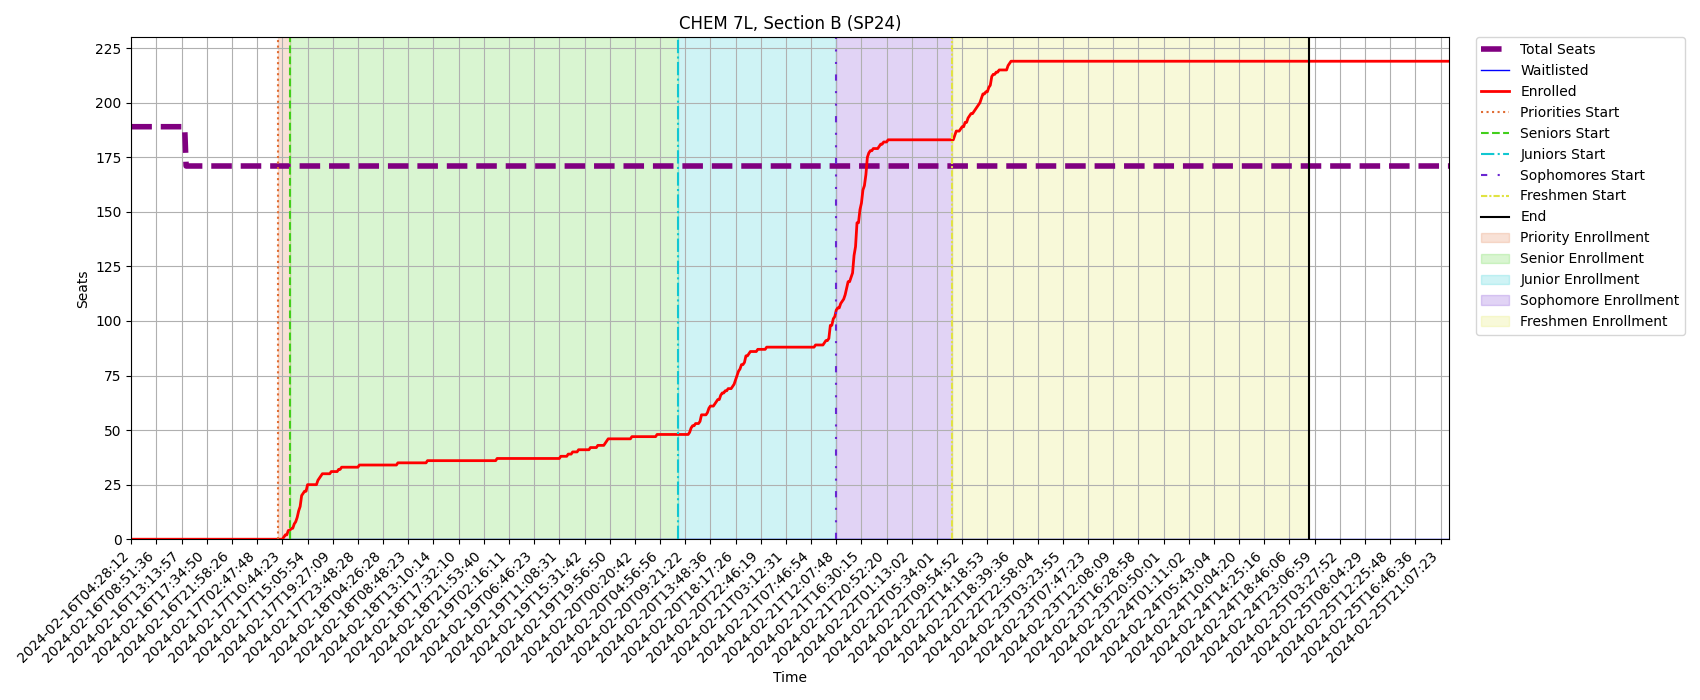 CHEM 7L, Section B (SP24)
225
200
175
150
125
100
75
50
25
0
Seats
2024-02-16T04:28:12
2024-02-16T08:51:36
2024-02-16T13:13:57
2024-02-16T17:34:50
2024-02-16T21:58:26
2024-02-17T02:47:48
2024-02-17T10:44:23
2024-02-17T15:05:54
2024-02-17T19:27:09
2024-02-17T23:48:28
2024-02-18T04:26:28
2024-02-18T08:48:23
2024-02-18T13:10:14
2024-02-18T17:32:10
2024-02-18T21:53:40
2024-02-19T02:16:11
2024-02-19T06:46:23
2024-02-19T11:08:31
2024-02-19T15:31:42
2024-02-19T19:56:50
2024-02-20T00:20:42
2024-02-20T04:56:56
2024-02-20T09:21:22
2024-02-20T13:48:36
2024-02-20T18:17:26
2024-02-20T22:46:19
2024-02-21T03:12:31
2024-02-21T07:46:54
2024-02-21T12:07:48
2024-02-21T16:30:15
2024-02-21T20:52:20
2024-02-22T01:13:02
2024-02-22T05:34:01
2024-02-22T09:54:52
2024-02-22T14:18:53
2024-02-22T18:39:36
2024-02-22T22:58:04
2024-02-23T03:23:55
2024-02-23T07:47:23
2024-02-23T12:08:09
2024-02-23T16:28:58
2024-02-23T20:50:01
2024-02-24T01:11:02
2024-02-24T05:43:04
2024-02-24T10:04:20
2024-02-24T14:25:16
2024-02-24T18:46:06
2024-02-24T23:06:59
2024-02-25T03:27:52
2024-02-25T08:04:29
2024-02-25T12:25:48
2024-02-25T16:46:36
2024-02-25T21:07:23
Time
Total Seats
Waitlisted
Enrolled
Priorities Start
Seniors Start
Juniors Start
Sophomores Start
Freshmen Start
End
Priority Enrollment
Senior Enrollment
Junior Enrollment
Sophomore Enrollment
Freshmen Enrollment